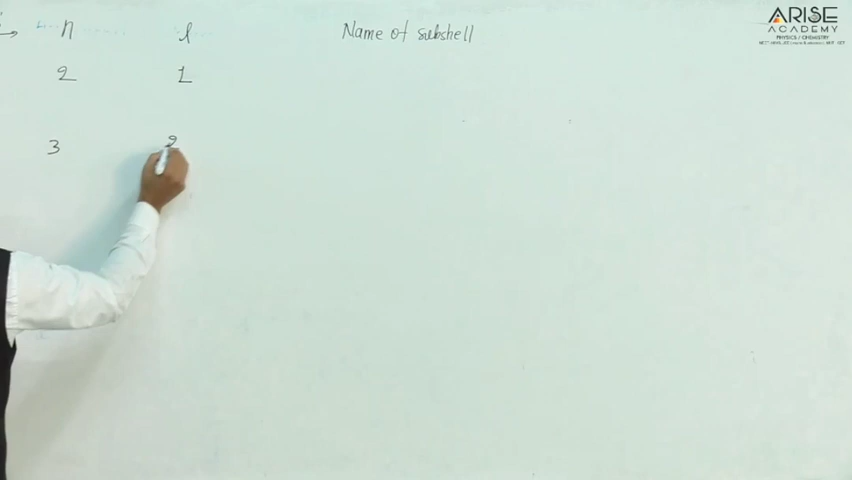 n l Name of subshell
2 1
3 2
ARISE
ACADEMY
PHYSICS / CHEMISTRY